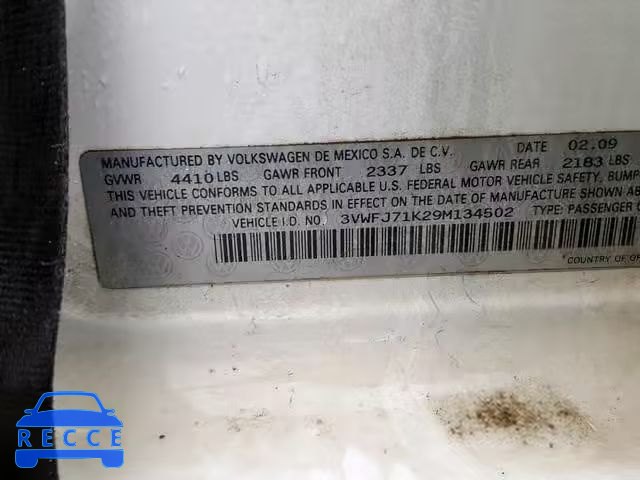 MANUFACTURED BY VOLKSWAGEN DE MEXICO S.A. DE C.V. DATE 02.09
GVWR 4410 LBS GAWR FRONT 2337 LBS GAWR REAR 2183 LBS
THIS VEHICLE CONFORMS TO ALL APPLICABLE U.S. FEDERAL MOTOR VEHICLE SAFETY, BUMP
AND THEFT PREVENTION STANDARDS IN EFFECT ON THE DATE OF MANUFACTURE SHOWN AB
VEHICLE I.D. NO. 3VWFJ71K29M134502 TYPE: PASSENGER
*COUNTRY OF OR
RECCE